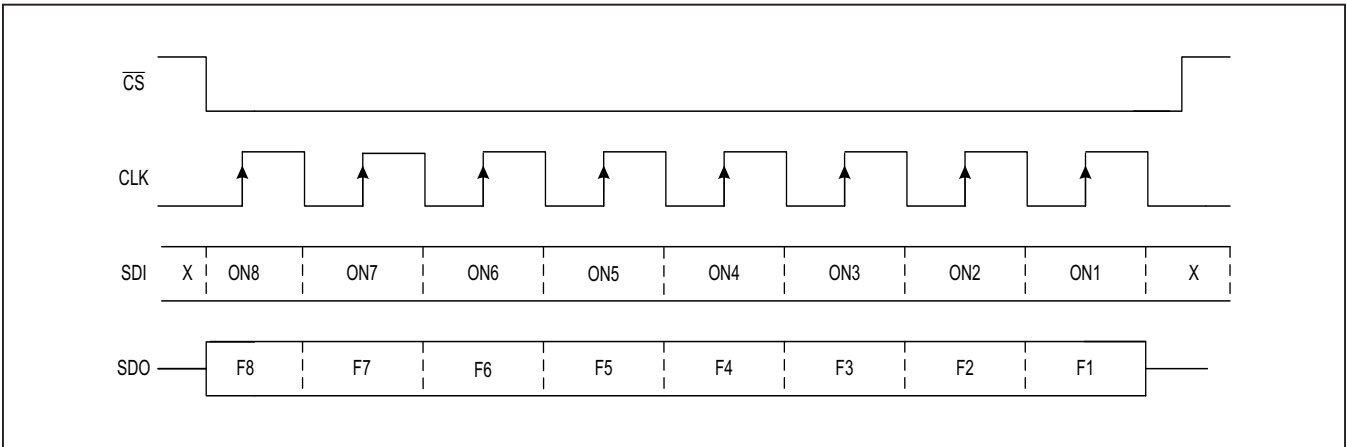 CS
CLK
SDI X ON8 ON7 ON6 ON5 ON4 ON3 ON2 ON1 X
SDO F8 F7 F6 F5 F4 F3 F2 F1